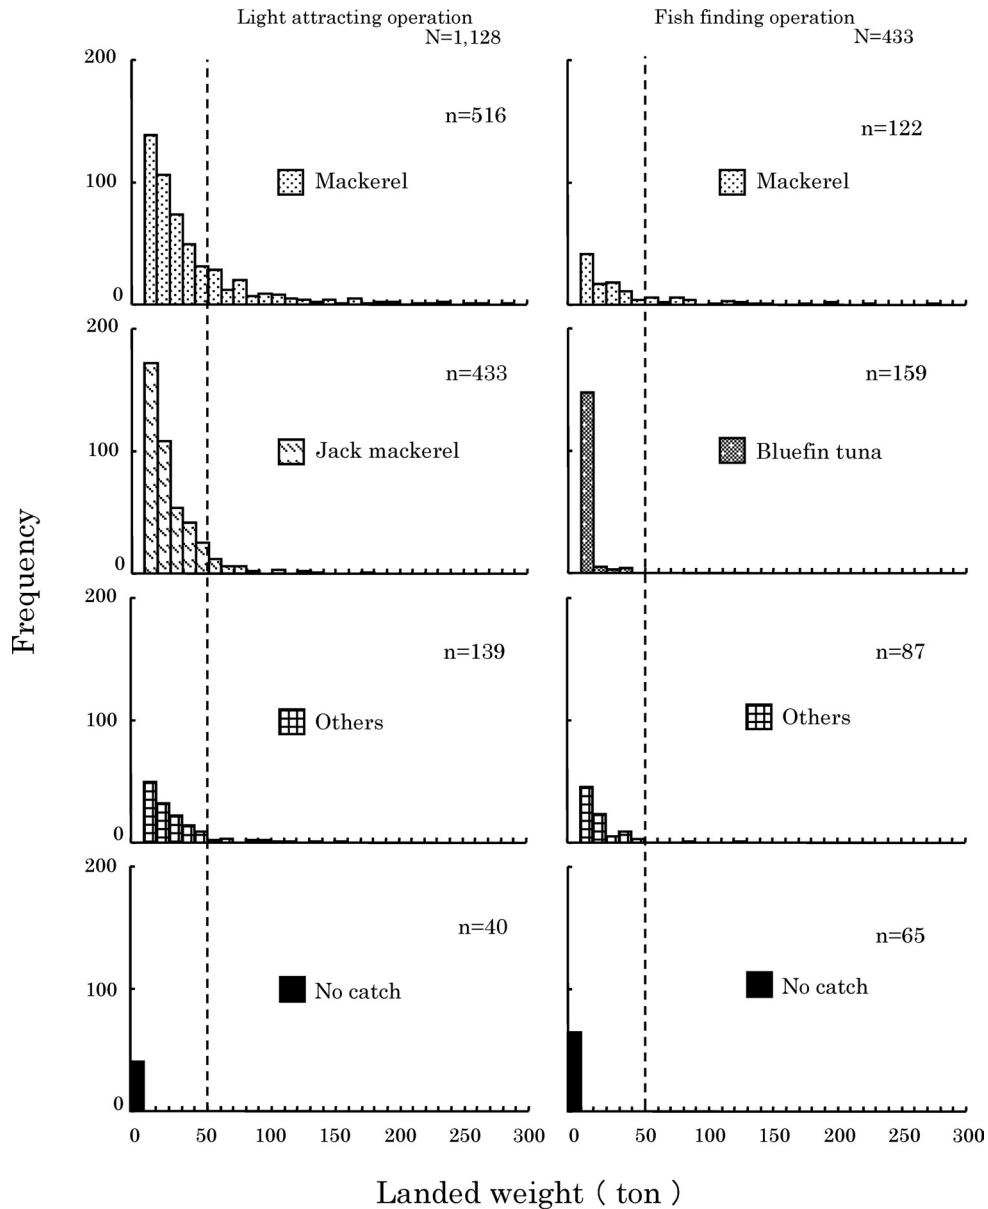 Light attracting operation
N=1,128
Fish finding operation
N=433
200
100
0
n=516
Mackerel
n=122
Mackerel
200
100
0
n=433
Jack mackerel
n=159
Bluefin tuna
200
100
0
n=139
Others
n=87
Others
200
100
0
n=40
No catch
n=65
No catch
0 50 100 150 200 250 300
0 50 100 150 200 250 300
Frequency
Landed weight ( ton )